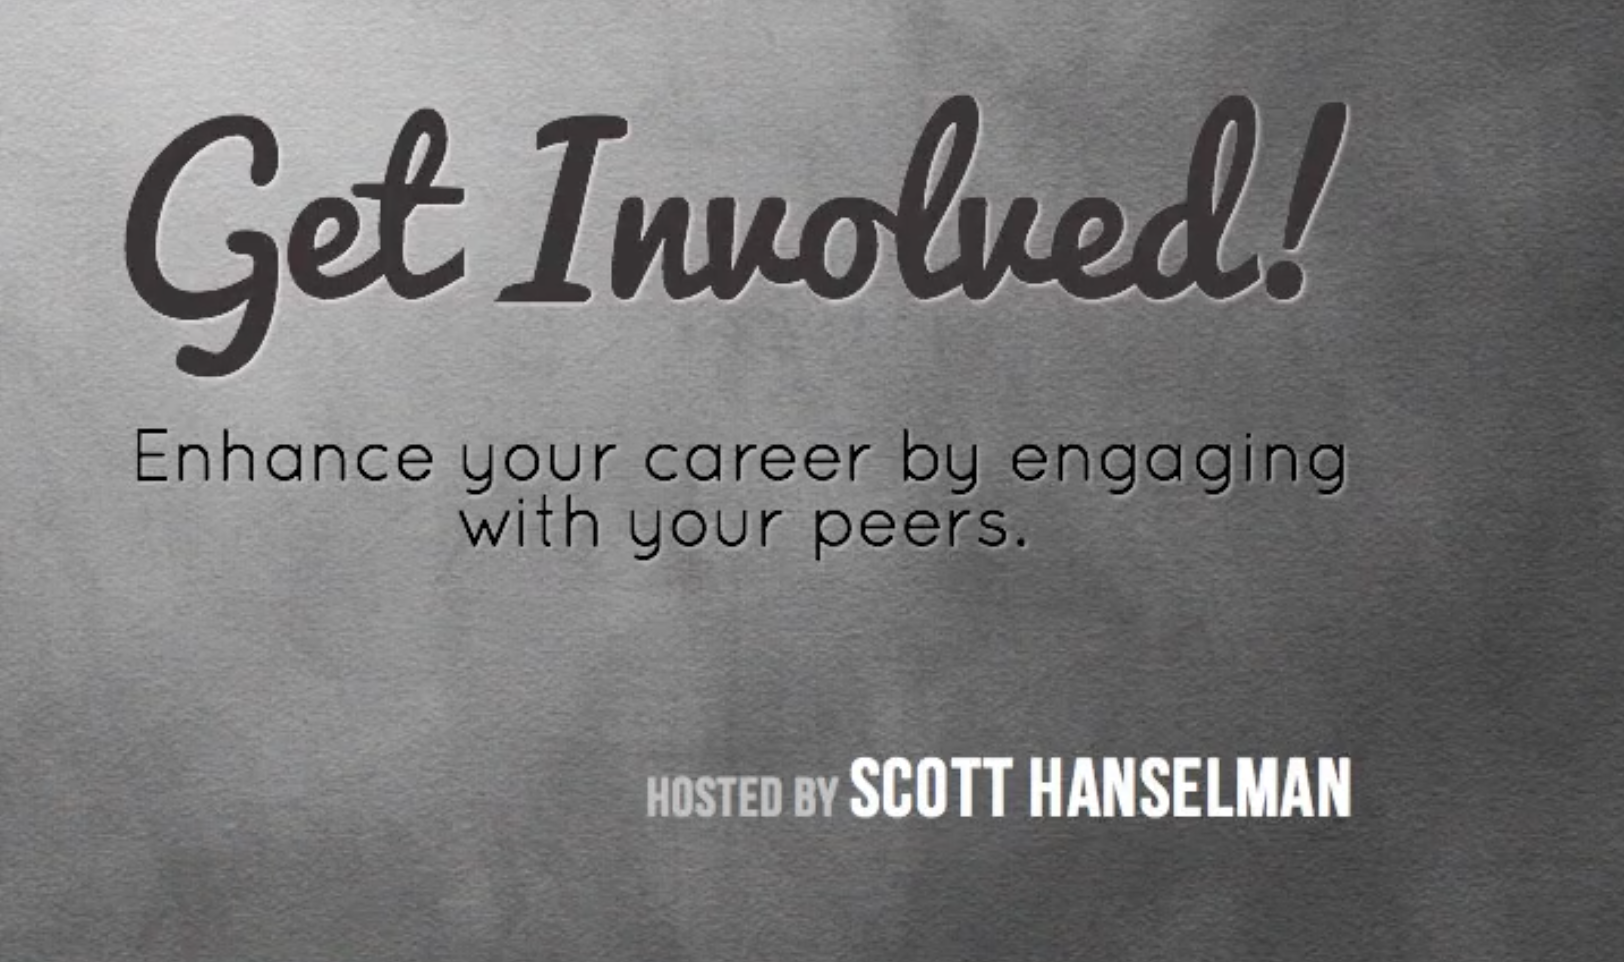 Get Involved!
Enhance your career by engaging
with your peers.
HOSTED BY SCOTT HANSELMAN